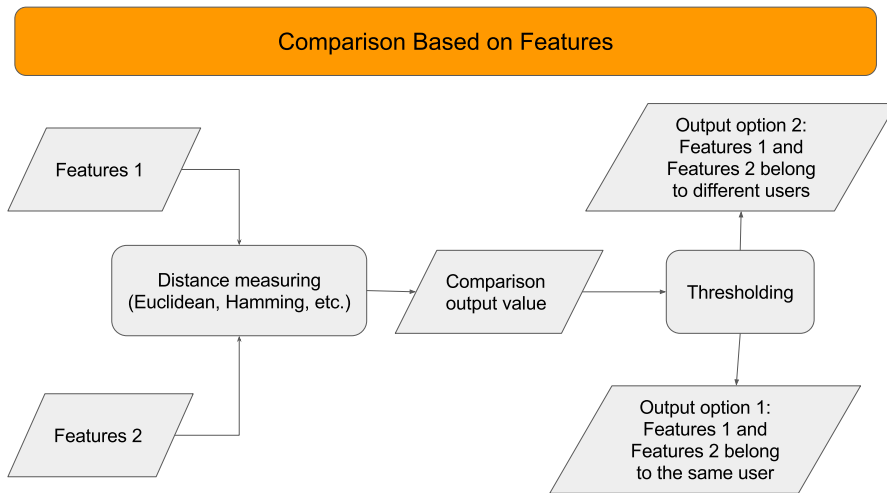 Comparison Based on Features
Features 1
Output option 2:
Features 1 and
Features 2 belong
to different users
Distance measuring
(Euclidean, Hamming, etc.)
Comparison
output value
Thresholding
Features 2
Output option 1:
Features 1 and
Features 2 belong
to the same user